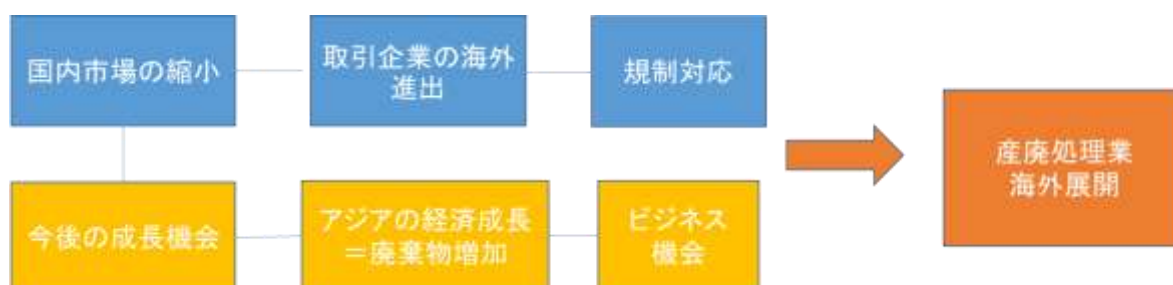 国内市場の縮小
取引企業の海外
進出
規制対応
今後の成長機会
アジアの経済成長
＝廃棄物増加
ビジネス
機会
産廃処理業
海外展開